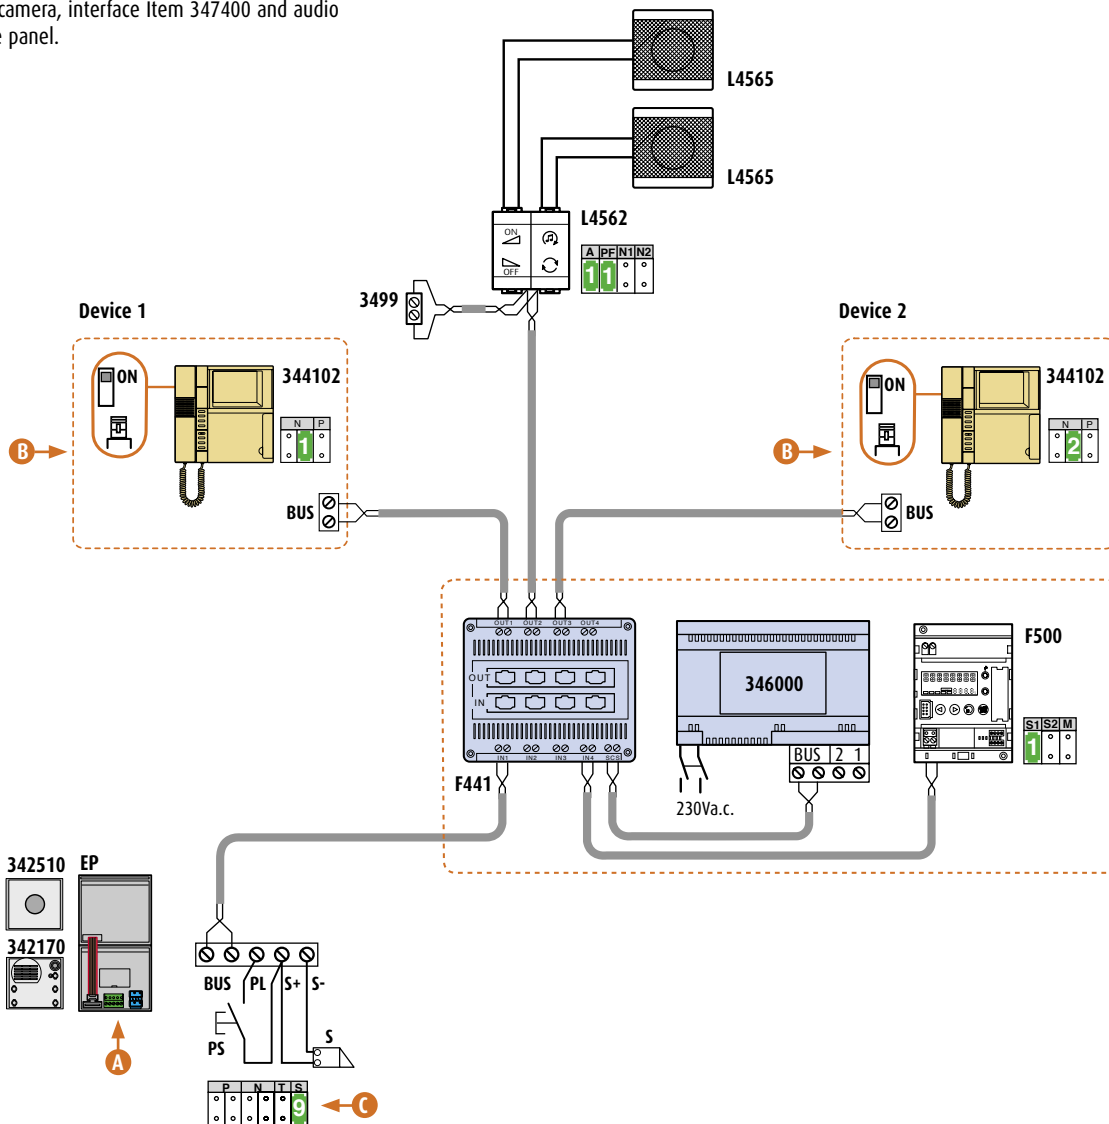 camera, interface Item 347400 and audio
e panel.
L4565
L4565
L4562
ON
OFF
A PF N1 N2
1 1
3499
Device 1
ON
344102
N P
1
B
BUS
Device 2
ON
344102
N P
2
B
BUS
OUT1 OUT2 OUT3 OUT4
OUT
IN
IN1 IN2 IN3 IN4 SCS
F441
346000
BUS 2 1
230Va.c.
F500
S1 S2 M
1
342510 EP
342170
A
BUS PL S+ S-
PS
S
P N T S
9
C